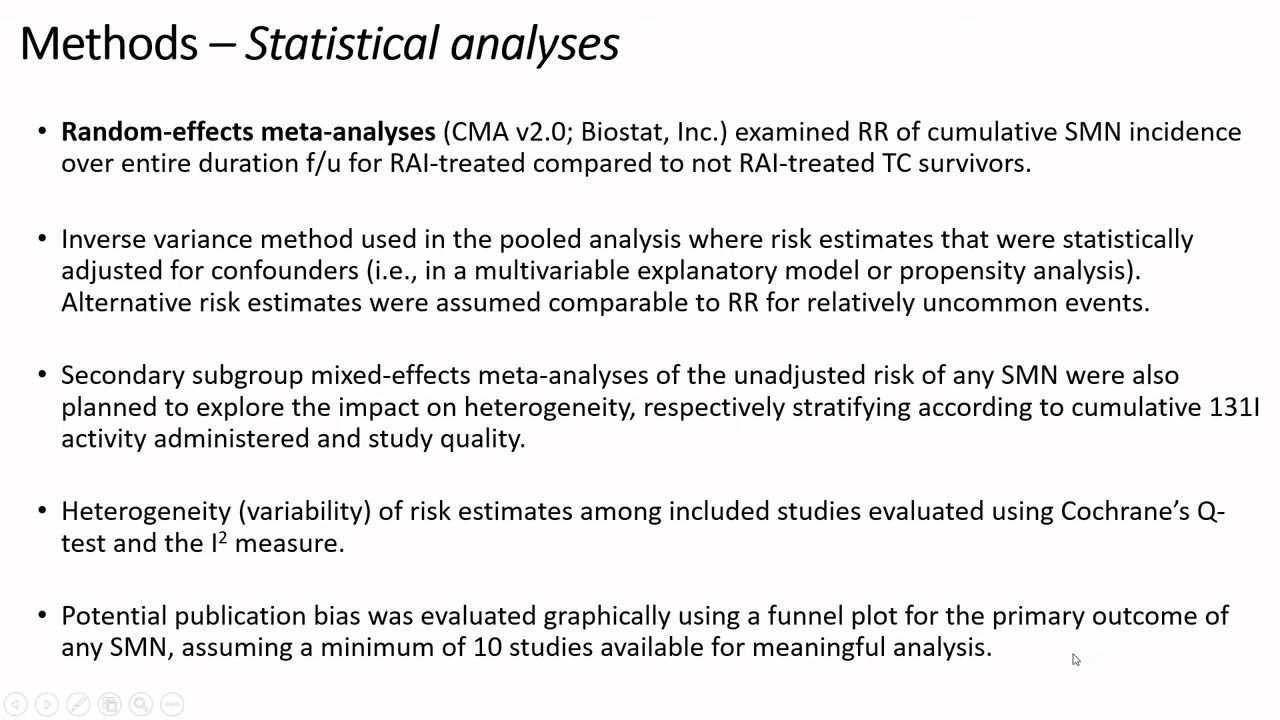 Methods – Statistical analyses
• Random-effects meta-analyses (CMA v2.0; Biostat, Inc.) examined RR of cumulative SMN incidence
over entire duration f/u for RAI-treated compared to not RAI-treated TC survivors.
• Inverse variance method used in the pooled analysis where risk estimates that were statistically
adjusted for confounders (i.e., in a multivariable explanatory model or propensity analysis).
Alternative risk estimates were assumed comparable to RR for relatively uncommon events.
• Secondary subgroup mixed-effects meta-analyses of the unadjusted risk of any SMN were also
planned to explore the impact on heterogeneity, respectively stratifying according to cumulative 131I
activity administered and study quality.
• Heterogeneity (variability) of risk estimates among included studies evaluated using Cochrane’s Q-
test and the I² measure.
• Potential publication bias was evaluated graphically using a funnel plot for the primary outcome of
any SMN, assuming a minimum of 10 studies available for meaningful analysis.